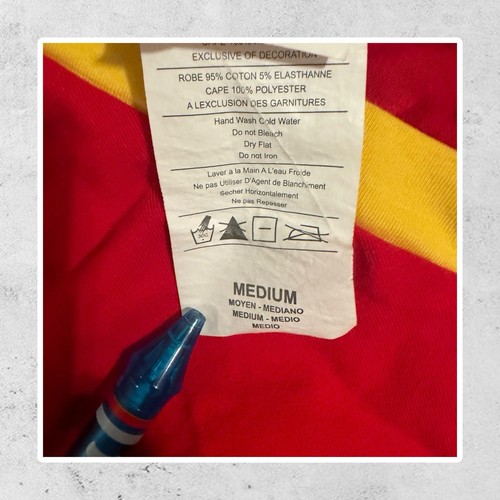 EXCLUSIVE OF DECORATION
ROBE 95% COTON 5% ELASTHANNE
CAPE 100% POLYESTER
A LEXCLUSION DES GARNITURES
Hand Wash Cold Water
Do not Bleach
Dry Flat
Do not Iron
Laver a la Main A L'eau Froide
Ne pas Utiliser D'Agent de Blanchiment
Secher Horizontalement
Ne pas Repasser
30C
MEDIUM
MOYEN - MEDIANO
MEDIUM - MEDIO
MEDIO